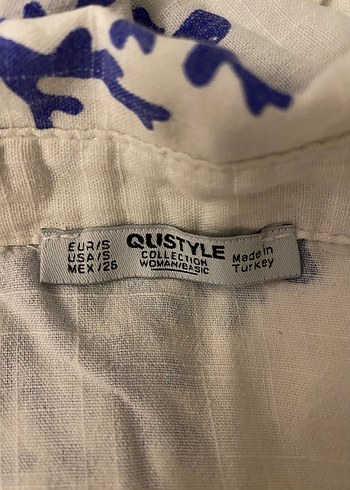 EUR/S
USA/S
MEX/26
QUSTYLE
COLLECTION
WOMAN/BASIC
Made in
Turkey